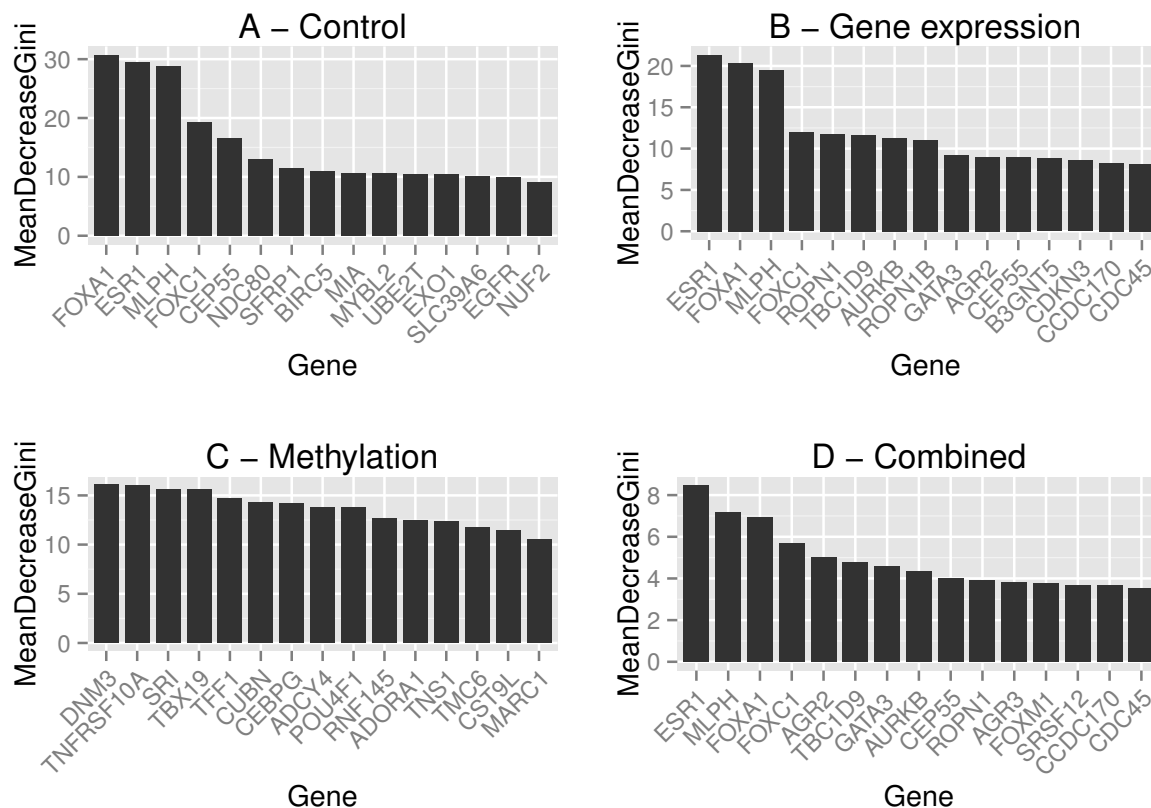 A – Control
MeanDecreaseGini
30
20
10
0
FOXA1
ESR1
MLPH
FOXC1
CEP55
NDC80
SFRP1
BIRC5
MIA
MYBL2
UBE2T
EXO1
SLC39A6
EGFR
NUF2
Gene
B – Gene expression
MeanDecreaseGini
20
15
10
5
0
ESR1
FOXA1
MLPH
FOXC1
ROPN1
TBC1D9
AURKB
ROPN1B
GATA3
AGR2
CEP55
B3GNT5
CDKN3
CCDC170
CDC45
Gene
C – Methylation
MeanDecreaseGini
15
10
5
0
DNM3
TNFRSF10A
SRI
TBX19
TFF1
CUBN
CEBPG
ADCY4
POU4F1
RNF145
ADORA1
TNS1
TMC6
CST9L
MARC1
Gene
D – Combined
MeanDecreaseGini
8
6
4
2
0
ESR1
MLPH
FOXA1
FOXC1
AGR2
TBC1D9
GATA3
AURKB
CEP55
ROPN1
AGR3
FOXM1
SRSF12
CCDC170
CDC45
Gene